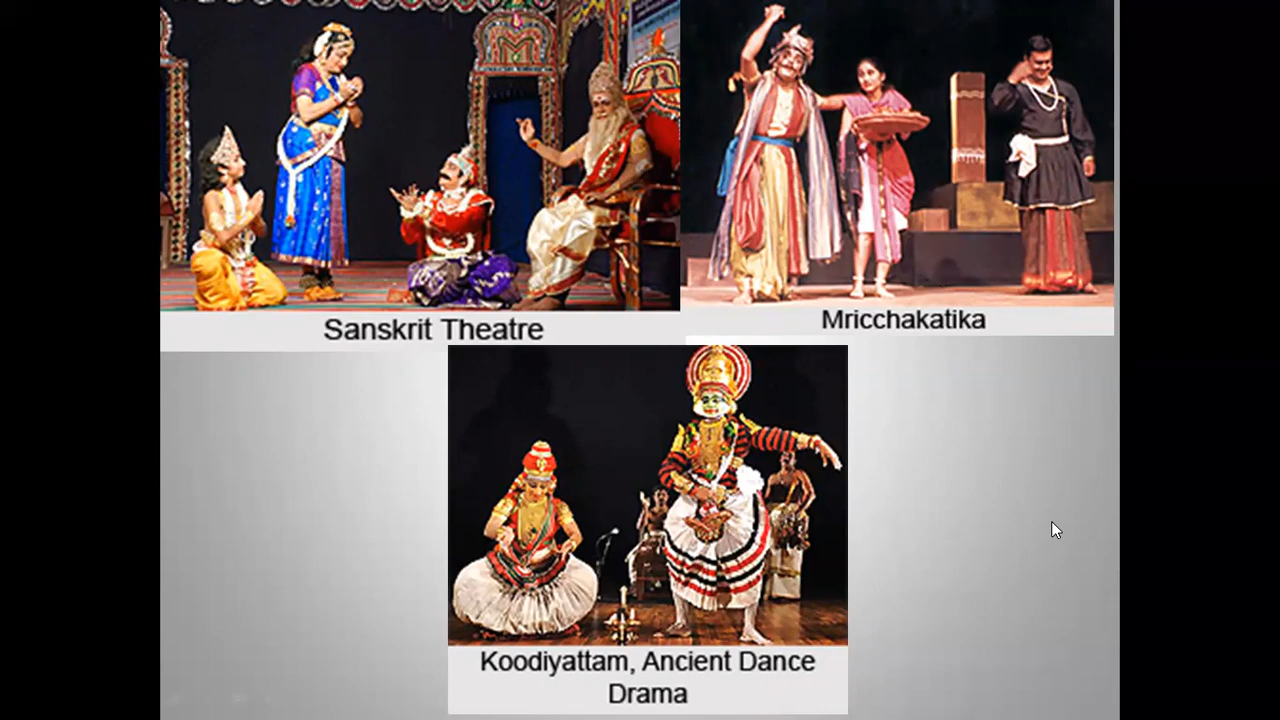 Sanskrit Theatre
Mricchakatika
Koodiyattam, Ancient Dance
Drama